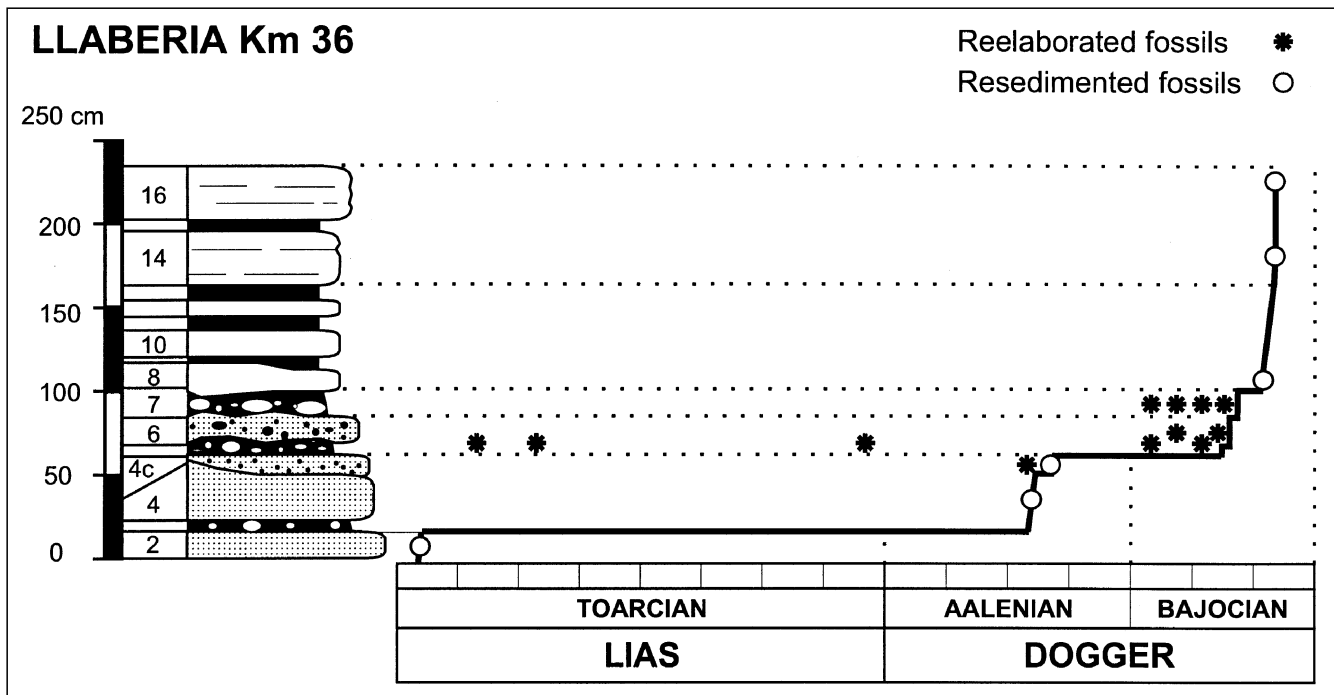 LLABERIA Km 36
Reelaborated fossils
Resedimented fossils
250 cm
16
200
14
150
10
8
100
7
6
50
4c
4
0
2
TOARCIAN AALENIAN BAJOCIAN
LIAS DOGGER